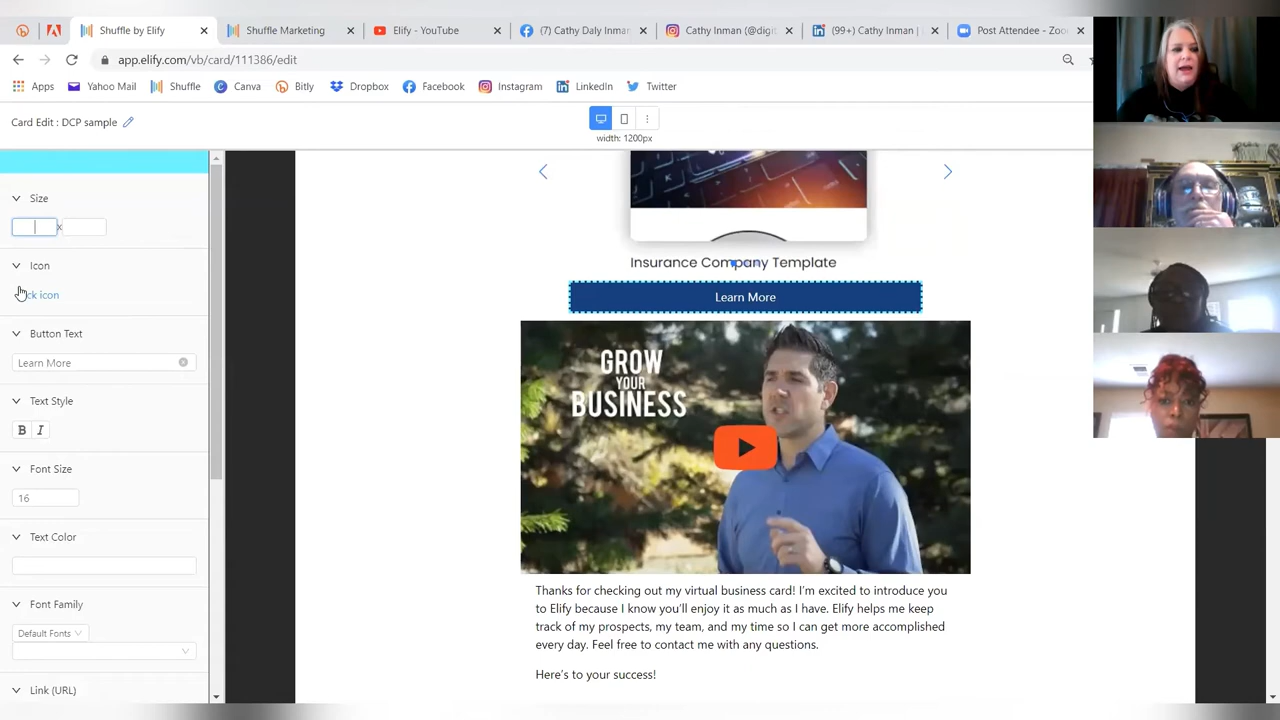 Shuffle by Elify
Shuffle Marketing
Elify - YouTube
(7) Cathy Daly Inman
Cathy Inman (@digit
(99+) Cathy Inman |
Post Attendee - Zoo
app.elify.com/vb/card/111386/edit
Apps
Yahoo Mail
Shuffle
Canva
Bitly
Dropbox
Facebook
Instagram
LinkedIn
Twitter
Card Edit : DCP sample
width: 1200px
Size
x
Icon
ck icon
Button Text
Learn More
Text Style
B I
Font Size
16
Text Color
Font Family
Default Fonts
Link (URL)
Insurance Company Template
Learn More
GROW
YOUR
BUSINESS
Thanks for checking out my virtual business card! I'm excited to introduce you
to Elify because I know you'll enjoy it as much as I have. Elify helps me keep
track of my prospects, my team, and my time so I can get more accomplished
every day. Feel free to contact me with any questions.
Here's to your success!